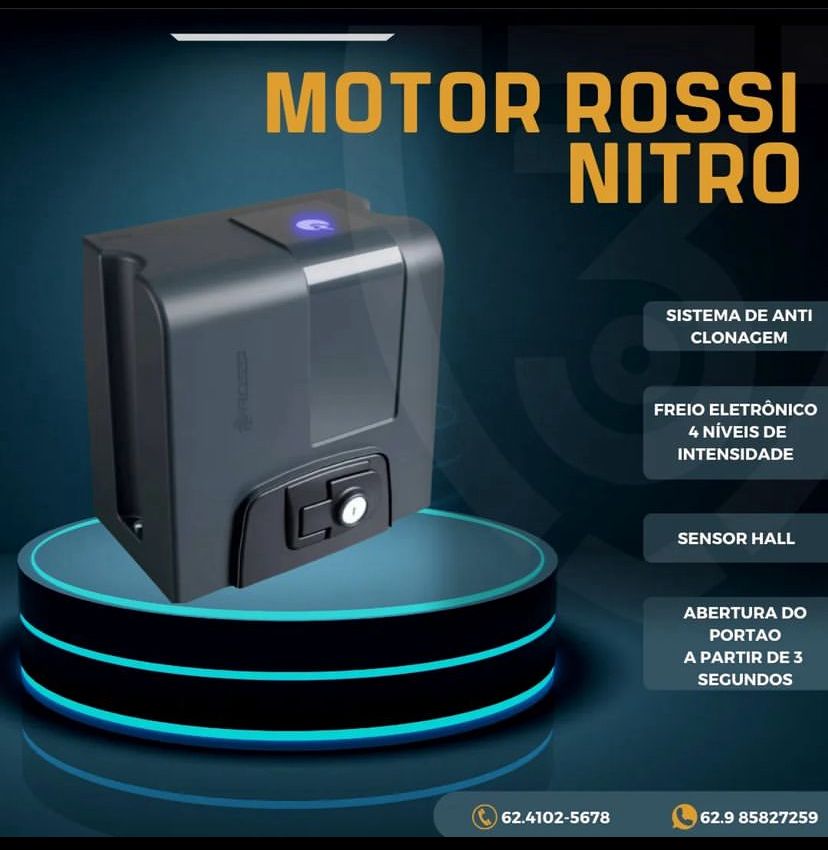 MOTOR ROSSI
NITRO
SISTEMA DE ANTI
CLONAGEM
FREIO ELETRÔNICO
4 NÍVEIS DE
INTENSIDADE
SENSOR HALL
ABERTURA DO
PORTAO
A PARTIR DE 3
SEGUNDOS
ROSSI
62.4102-5678
62.9 85827259